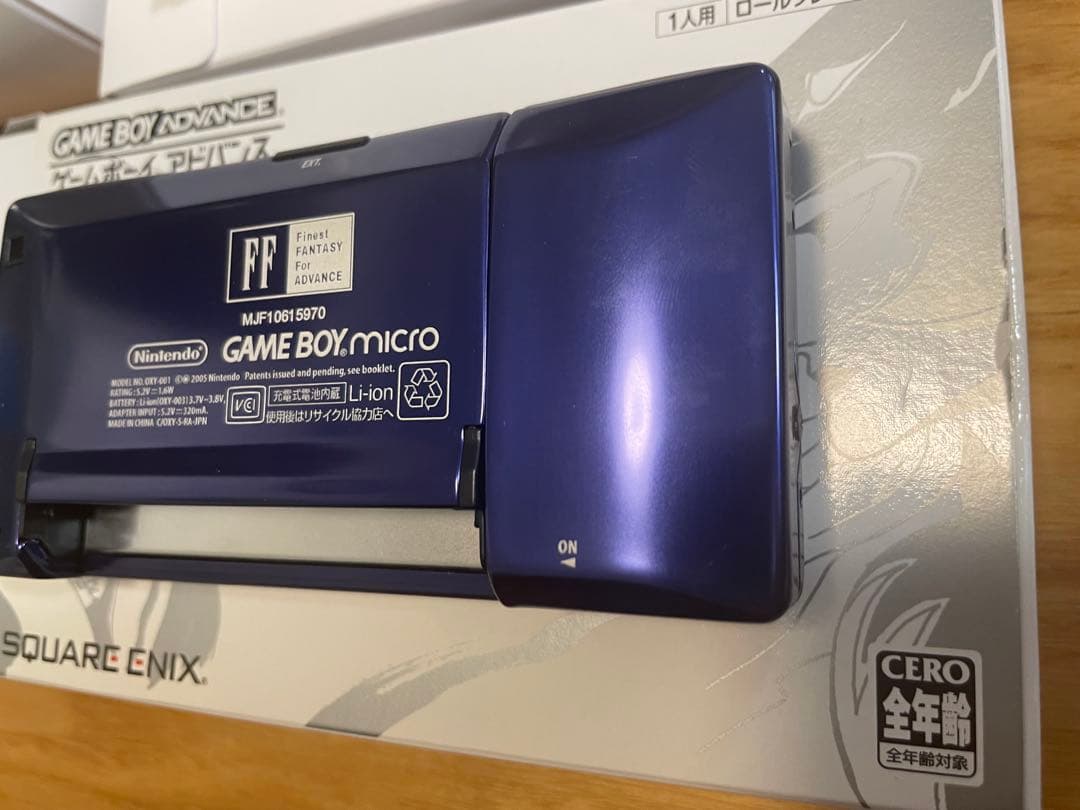 1人用
GAME BOY ADVANCE
ゲームボーイ アドバンス
EXT.
FF
Finest
FANTASY
For
ADVANCE
MJF10615970
Nintendo
GAME BOY micro
MODEL NO. OXY-001 ©® 2005 Nintendo Patents issued and pending, see booklet.
RATING : 5.2V⎓1.6W
BATTERY : Li-ion(OXY-003)3.7V-3.8V,
ADAPTER INPUT : 5.2V⎓320mA.
MADE IN CHINA C/OXY-S-RA-JPN
VCI
充電式電池内蔵
Li-ion
使用後はリサイクル協力店へ
ON
SQUARE ENIX®
CERO
全年齢
全年齢対象